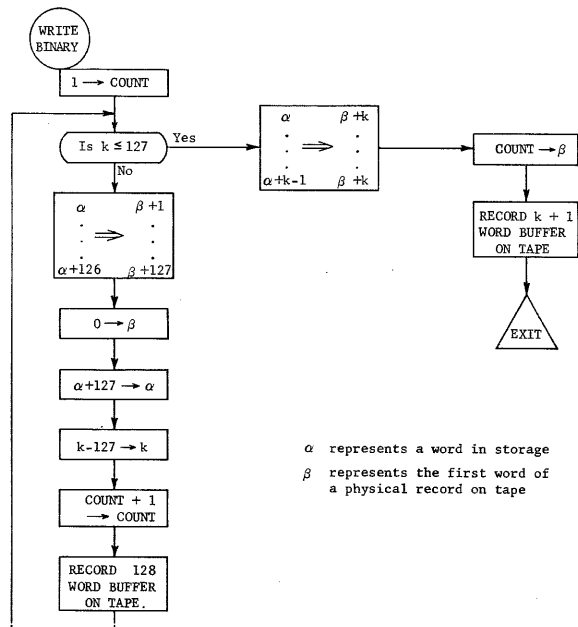 WRITE
BINARY
1 → COUNT
Is k ≤ 127
Yes
No
α β+k
. .
. ⇒ .
. .
α+k-1 β+k
COUNT → β
RECORD k + 1
WORD BUFFER
ON TAPE
EXIT
α β+1
. .
. ⇒ .
. .
α+126 β+127
0 → β
α+127 → α
k-127 → k
COUNT + 1
→ COUNT
RECORD 128
WORD BUFFER
ON TAPE.
α represents a word in storage
β represents the first word of
a physical record on tape